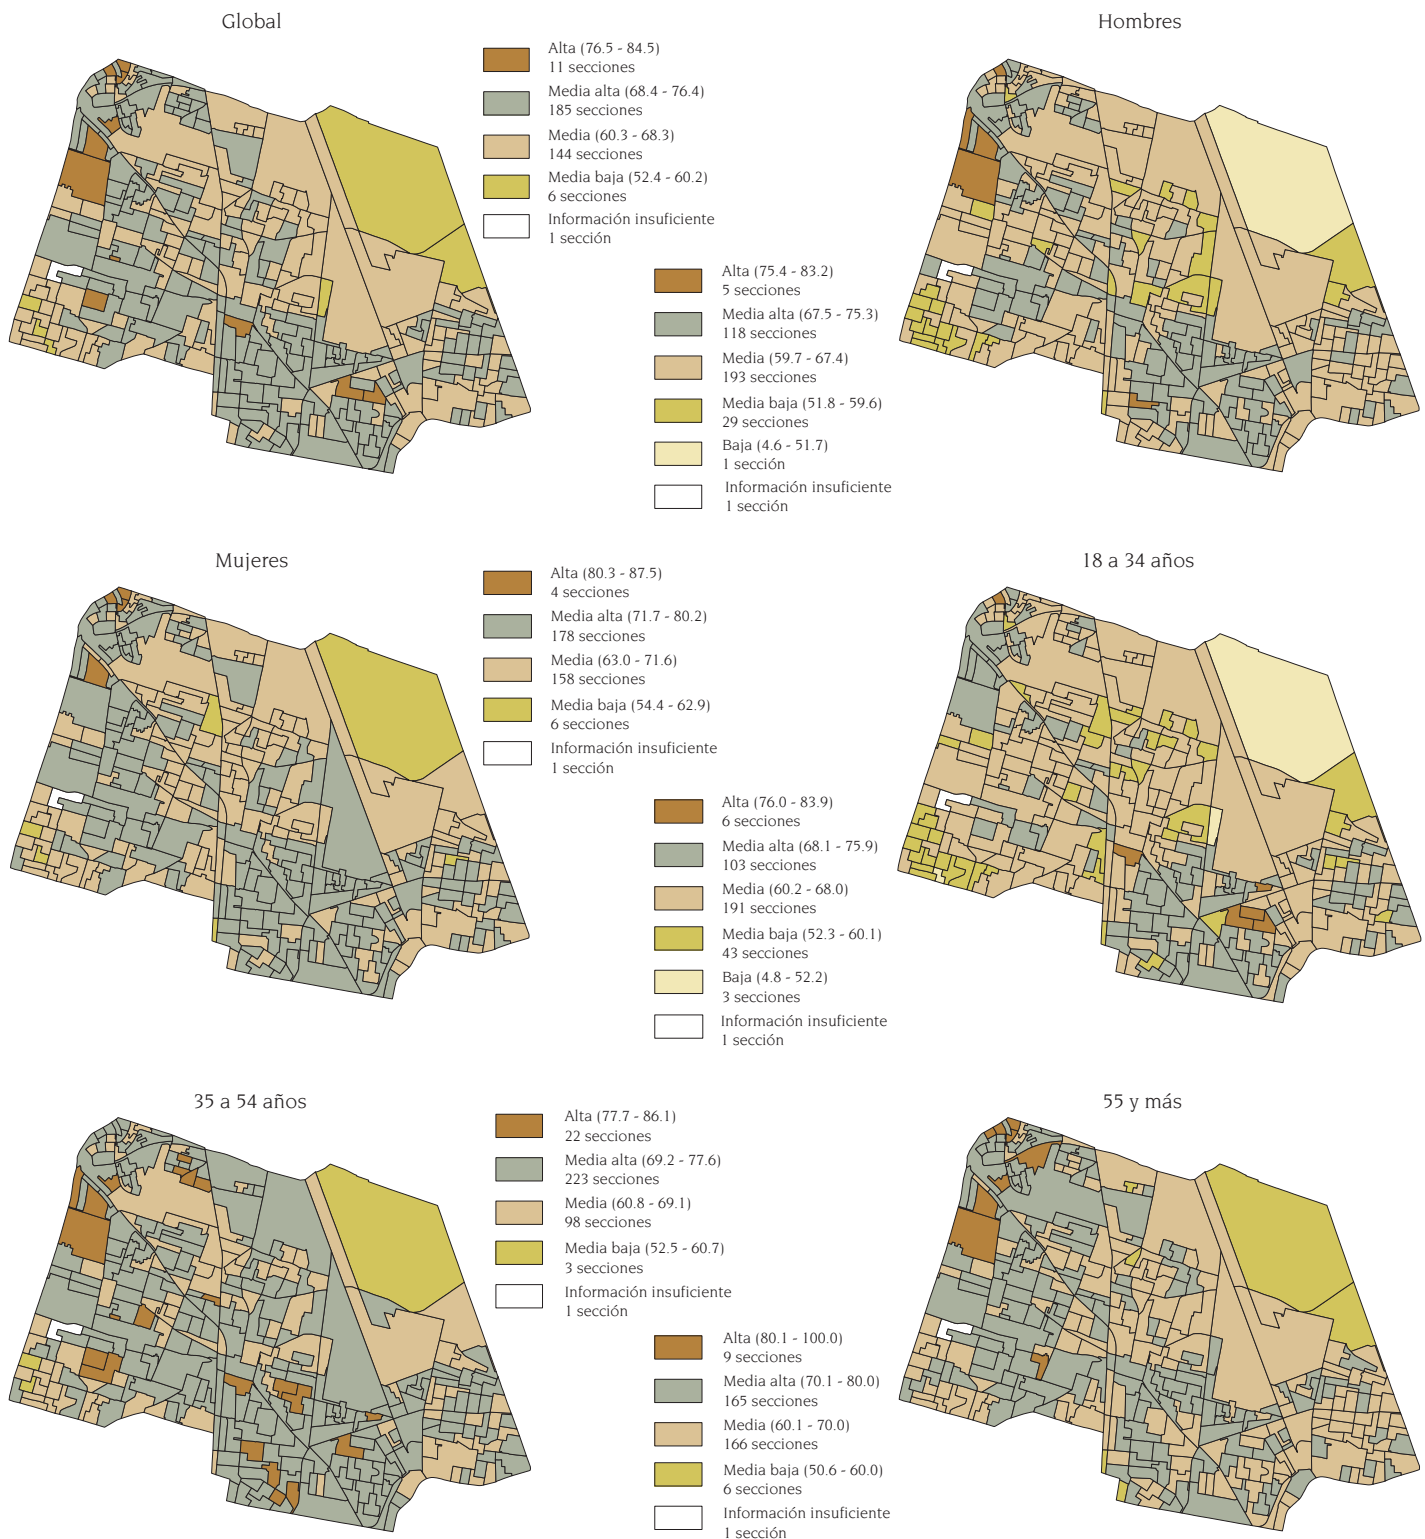 Global
Hombres
Alta (76.5 - 84.5)
11 secciones
Media alta (68.4 - 76.4)
185 secciones
Media (60.3 - 68.3)
144 secciones
Media baja (52.4 - 60.2)
6 secciones
Información insuficiente
1 sección
Alta (75.4 - 83.2)
5 secciones
Media alta (67.5 - 75.3)
118 secciones
Media (59.7 - 67.4)
193 secciones
Media baja (51.8 - 59.6)
29 secciones
Baja (4.6 - 51.7)
1 sección
Información insuficiente
1 sección
Mujeres
18 a 34 años
Alta (80.3 - 87.5)
4 secciones
Media alta (71.7 - 80.2)
178 secciones
Media (63.0 - 71.6)
158 secciones
Media baja (54.4 - 62.9)
6 secciones
Información insuficiente
1 sección
Alta (76.0 - 83.9)
6 secciones
Media alta (68.1 - 75.9)
103 secciones
Media (60.2 - 68.0)
191 secciones
Media baja (52.3 - 60.1)
43 secciones
Baja (4.8 - 52.2)
3 secciones
Información insuficiente
1 sección
35 a 54 años
55 y más
Alta (77.7 - 86.1)
22 secciones
Media alta (69.2 - 77.6)
223 secciones
Media (60.8 - 69.1)
98 secciones
Media baja (52.5 - 60.7)
3 secciones
Información insuficiente
1 sección
Alta (80.1 - 100.0)
9 secciones
Media alta (70.1 - 80.0)
165 secciones
Media (60.1 - 70.0)
166 secciones
Media baja (50.6 - 60.0)
6 secciones
Información insuficiente
1 sección